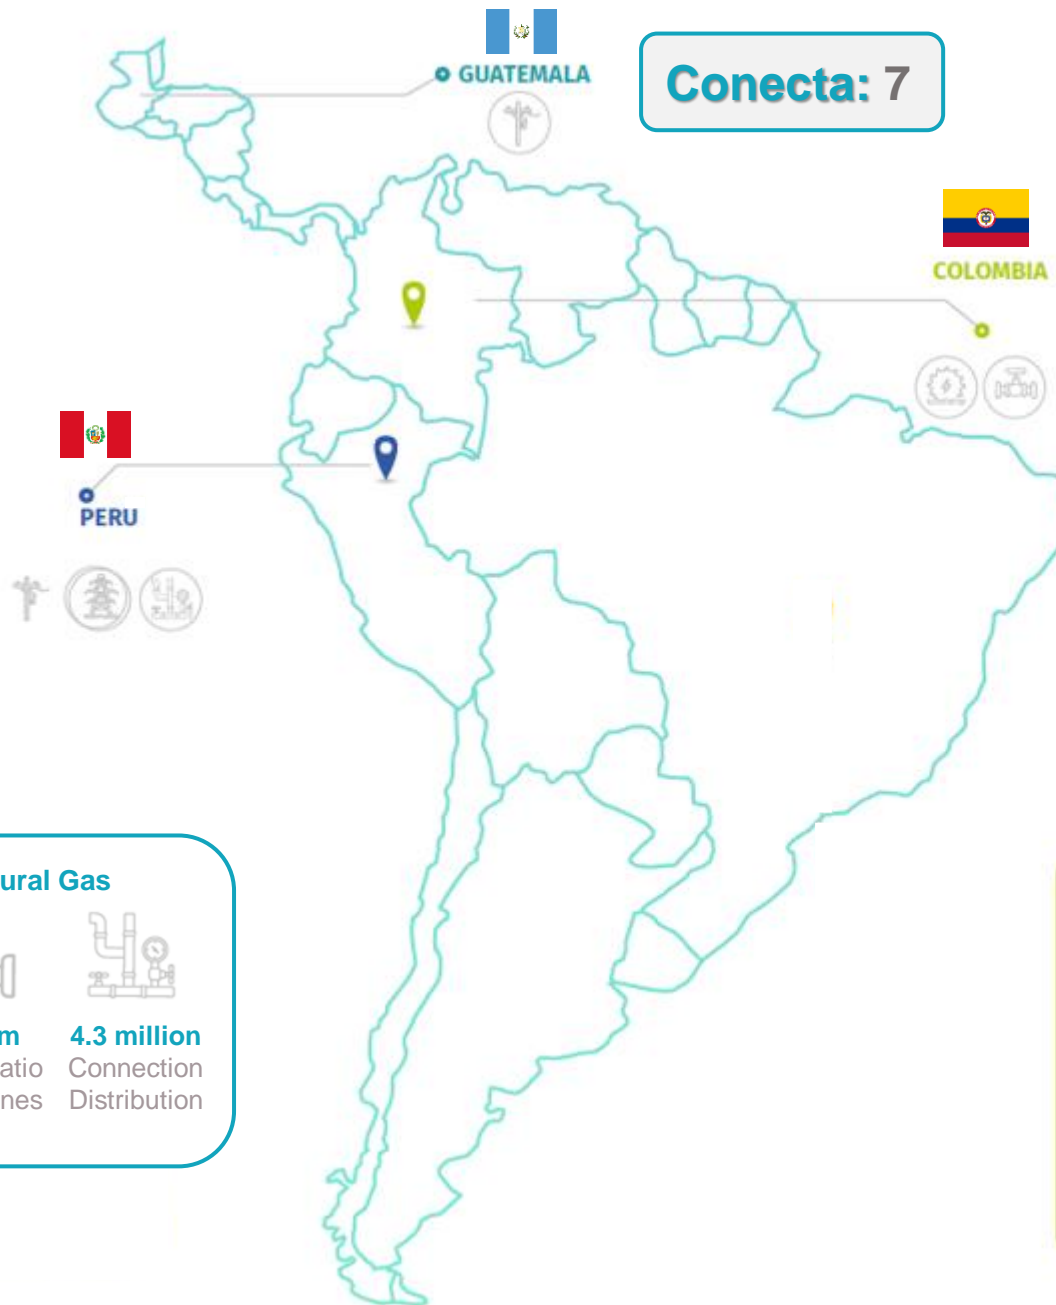 GUATEMALA
Conecta: 7
COLOMBIA
PERU
ural Gas
m
4.3 million
atio
Connection
nes
Distribution